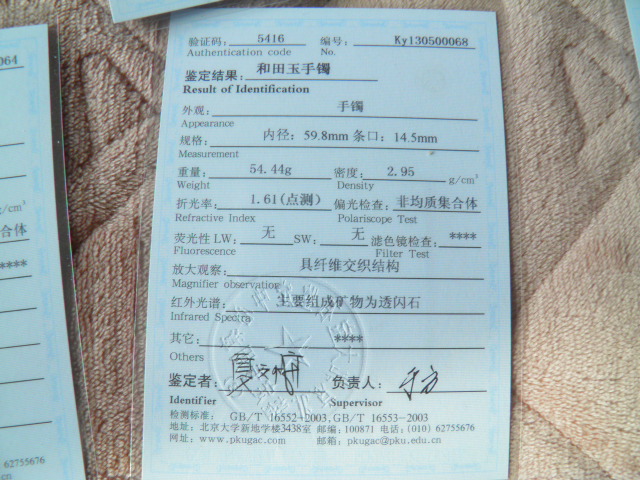 验证码: 5416 编号: Ky130500068
Authentication code No.
鉴定结果: 和田玉手镯
Result of Identification
外观: 手镯
Appearance
规格: 内径: 59.8mm 条口: 14.5mm
Measurement
重量: 54.44g 密度: 2.95 g/cm³
Weight Density
折光率: 1.61(点测) 偏光检查: 非均质集合体
Refractive Index Polariscope Test
荧光性 LW: 无 SW: 无 滤色镜检查: ****
Fluorescence Filter Test
放大观察: 具纤维交织结构
Magnifier observation
红外光谱: 主要组成矿物为透闪石
Infrared Spectra
其它: ****
Others
鉴定者: 负责人:
Identifier Supervisor
检测标准: GB/T 16552-2003, GB/T 16553-2003
地址: 北京大学新地学楼3438室 邮编: 100871 电话: (010) 62755676
网址: www.pkugac.com 邮箱: pkugac@pku.edu.cn
064
g/cm³
合体
****
62755676
cn